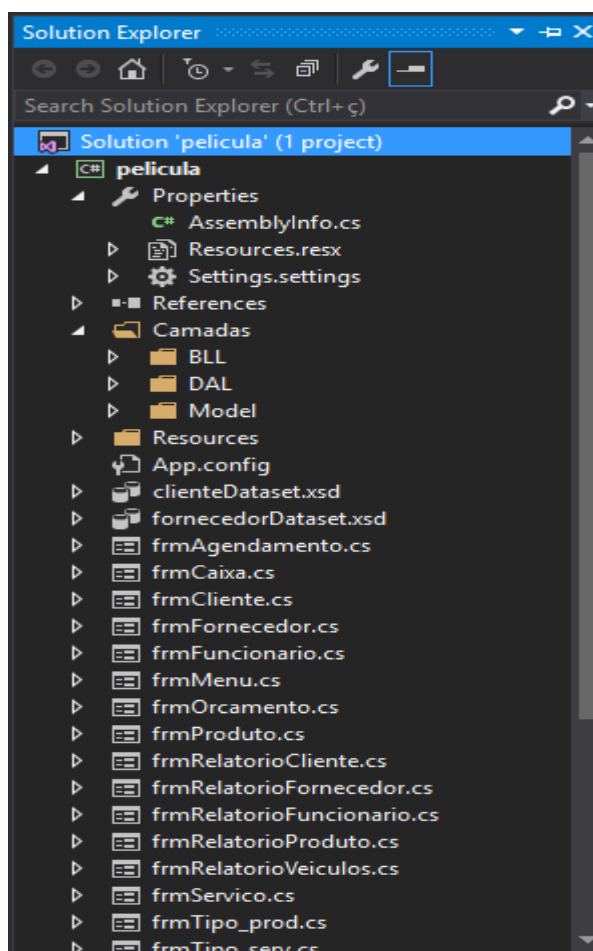 Solution Explorer
Search Solution Explorer (Ctrl+ç)
Solution 'pelicula' (1 project)
C# pelicula
Properties
C# AssemblyInfo.cs
Resources.resx
Settings.settings
References
Camadas
BLL
DAL
Model
Resources
App.config
clienteDataset.xsd
fornecedorDataset.xsd
frmAgendamento.cs
frmCaixa.cs
frmCliente.cs
frmFornecedor.cs
frmFuncionario.cs
frmMenu.cs
frmOrcamento.cs
frmProduto.cs
frmRelatorioCliente.cs
frmRelatorioFornecedor.cs
frmRelatorioFuncionario.cs
frmRelatorioProduto.cs
frmRelatorioVeiculos.cs
frmServico.cs
frmTipo_prod.cs
frmTipo_serv.cs